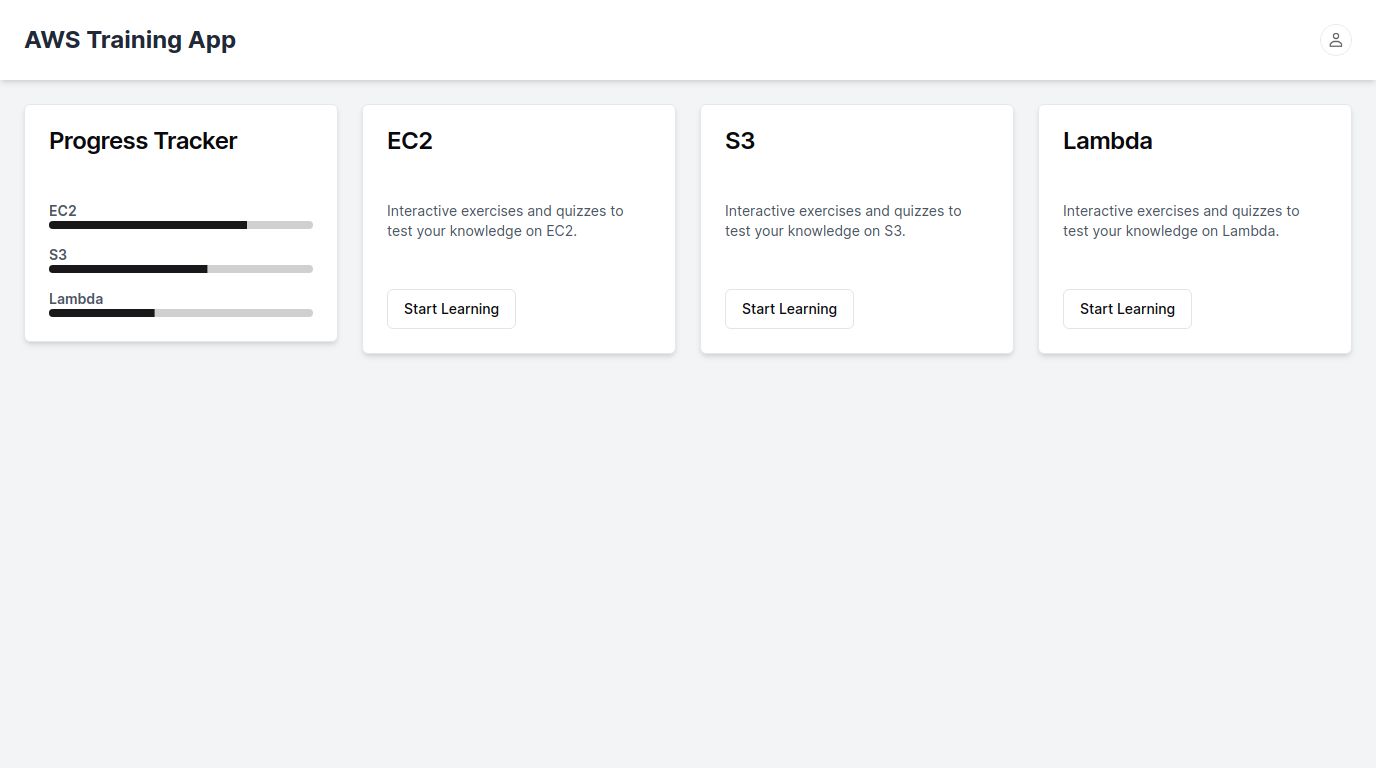 AWS Training App
Progress Tracker
EC2
S3
Lambda
EC2
Interactive exercises and quizzes to
test your knowledge on EC2.
Start Learning
S3
Interactive exercises and quizzes to
test your knowledge on S3.
Start Learning
Lambda
Interactive exercises and quizzes to
test your knowledge on Lambda.
Start Learning